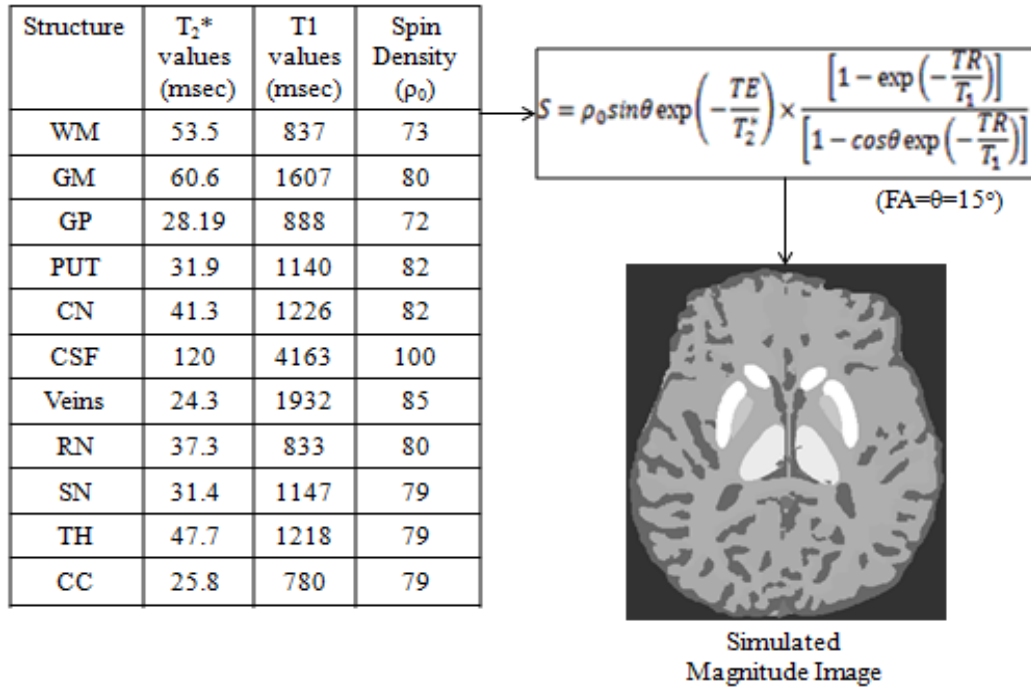 Structure T₂* values (msec) T1 values (msec) Spin Density (ρ₀)
WM 53.5 837 73
GM 60.6 1607 80
GP 28.19 888 72
PUT 31.9 1140 82
CN 41.3 1226 82
CSF 120 4163 100
Veins 24.3 1932 85
RN 37.3 833 80
SN 31.4 1147 79
TH 47.7 1218 79
CC 25.8 780 79
S = ρ₀ sinθ exp(−TE/T₂*) × [1 − exp(−TR/T₁)] / [1 − cosθ exp(−TR/T₁)]
(FA=θ=15°)
Simulated
Magnitude Image